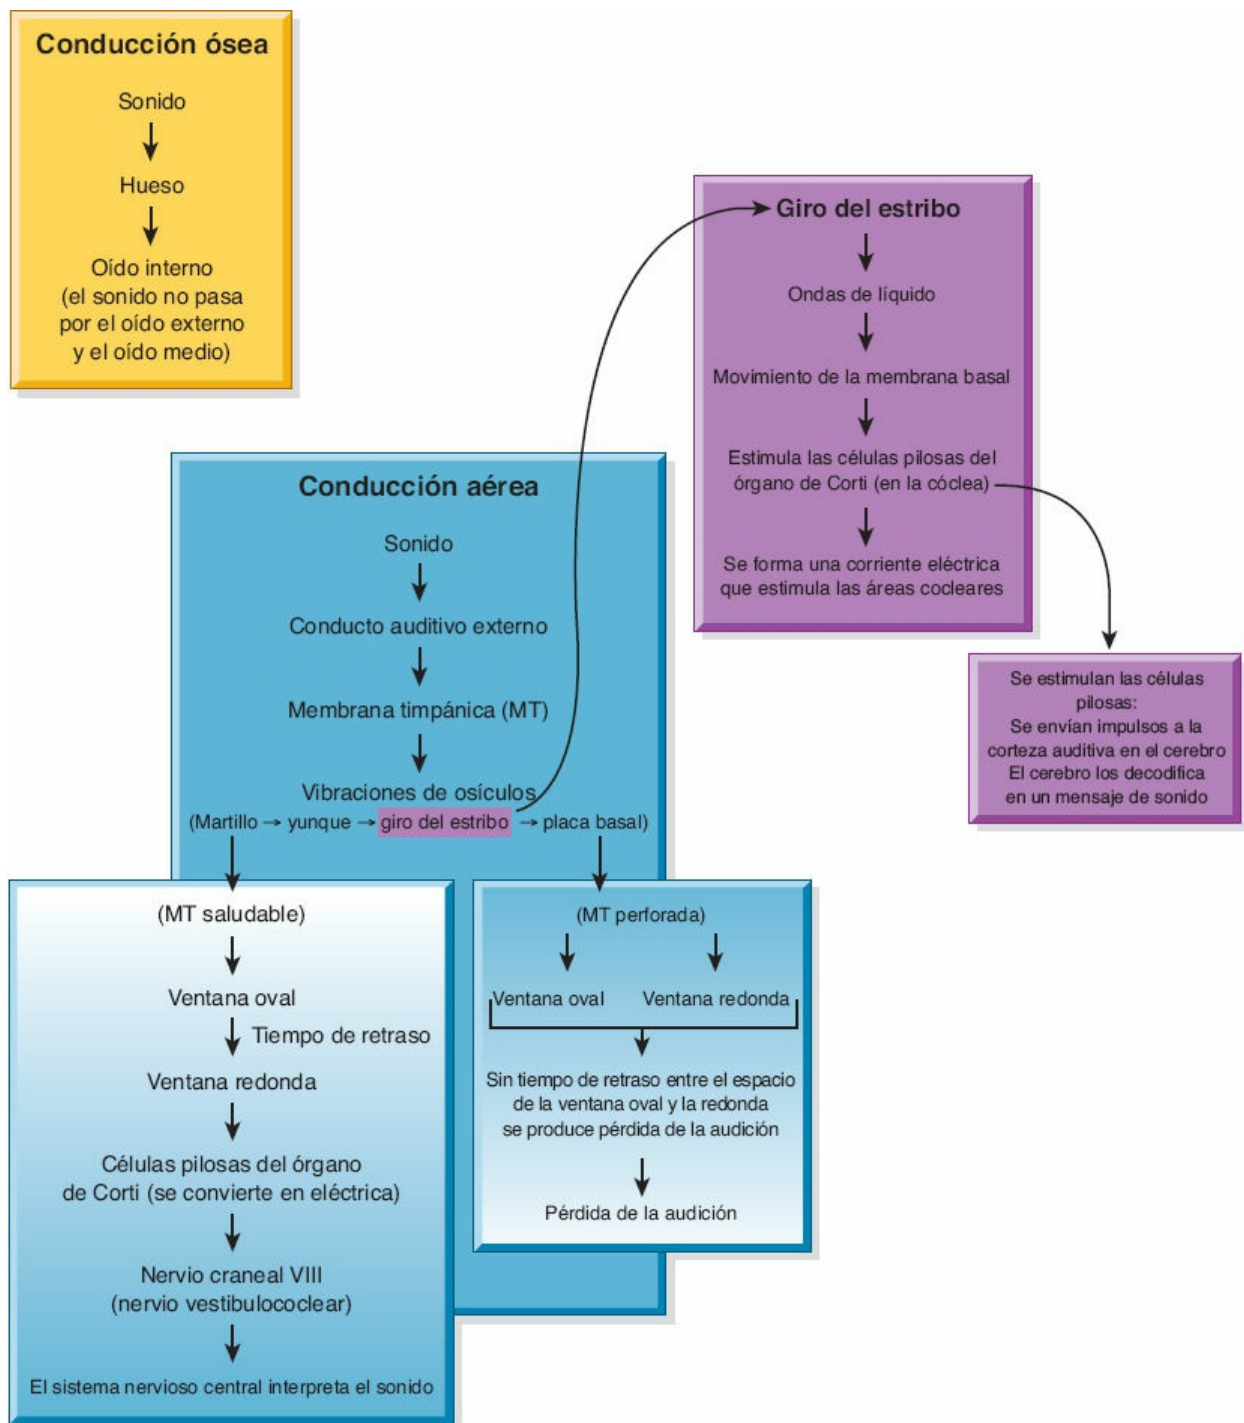 Conducción ósea
Sonido
Hueso
Oído interno
(el sonido no pasa
por el oído externo
y el oído medio)
Conducción aérea
Sonido
Conducto auditivo externo
Membrana timpánica (MT)
Vibraciones de osículos
(Martillo → yunque → giro del estribo → placa basal)
(MT saludable)
Ventana oval
Tiempo de retraso
Ventana redonda
Células pilosas del órgano
de Corti (se convierte en eléctrica)
Nervio craneal VIII
(nervio vestibulococlear)
El sistema nervioso central interpreta el sonido
(MT perforada)
Ventana oval Ventana redonda
Sin tiempo de retraso entre el espacio
de la ventana oval y la redonda
se produce pérdida de la audición
Pérdida de la audición
Giro del estribo
Ondas de líquido
Movimiento de la membrana basal
Estimula las células pilosas del
órgano de Corti (en la cóclea)
Se forma una corriente eléctrica
que estimula las áreas cocleares
Se estimulan las células
pilosas:
Se envían impulsos a la
corteza auditiva en el cerebro
El cerebro los decodifica
en un mensaje de sonido